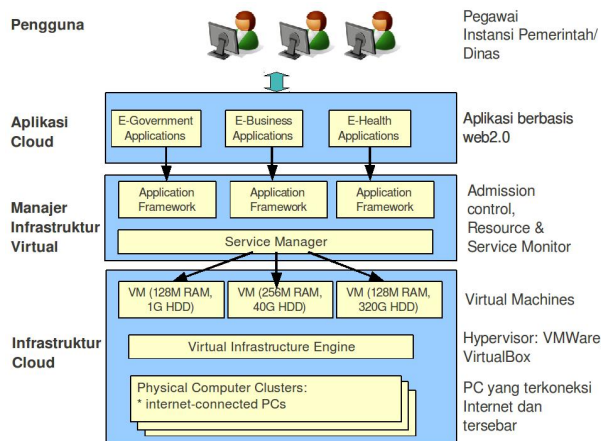 Pengguna
Pegawai
Instansi Pemerintah/
Dinas
Aplikasi
Cloud
E-Government
Applications
E-Business
Applications
E-Health
Applications
Aplikasi berbasis
web2.0
Manajer
Infrastruktur
Virtual
Application
Framework
Application
Framework
Application
Framework
Service Manager
Admission
control,
Resource &
Service Monitor
Infrastruktur
Cloud
VM (128M RAM,
1G HDD)
VM (256M RAM,
40G HDD)
VM (128M RAM,
320G HDD)
Virtual Machines
Virtual Infrastructure Engine
Hypervisor: VMWare
VirtualBox
Physical Computer Clusters:
* internet-connected PCs
PC yang terkoneksi
Internet dan
tersebar